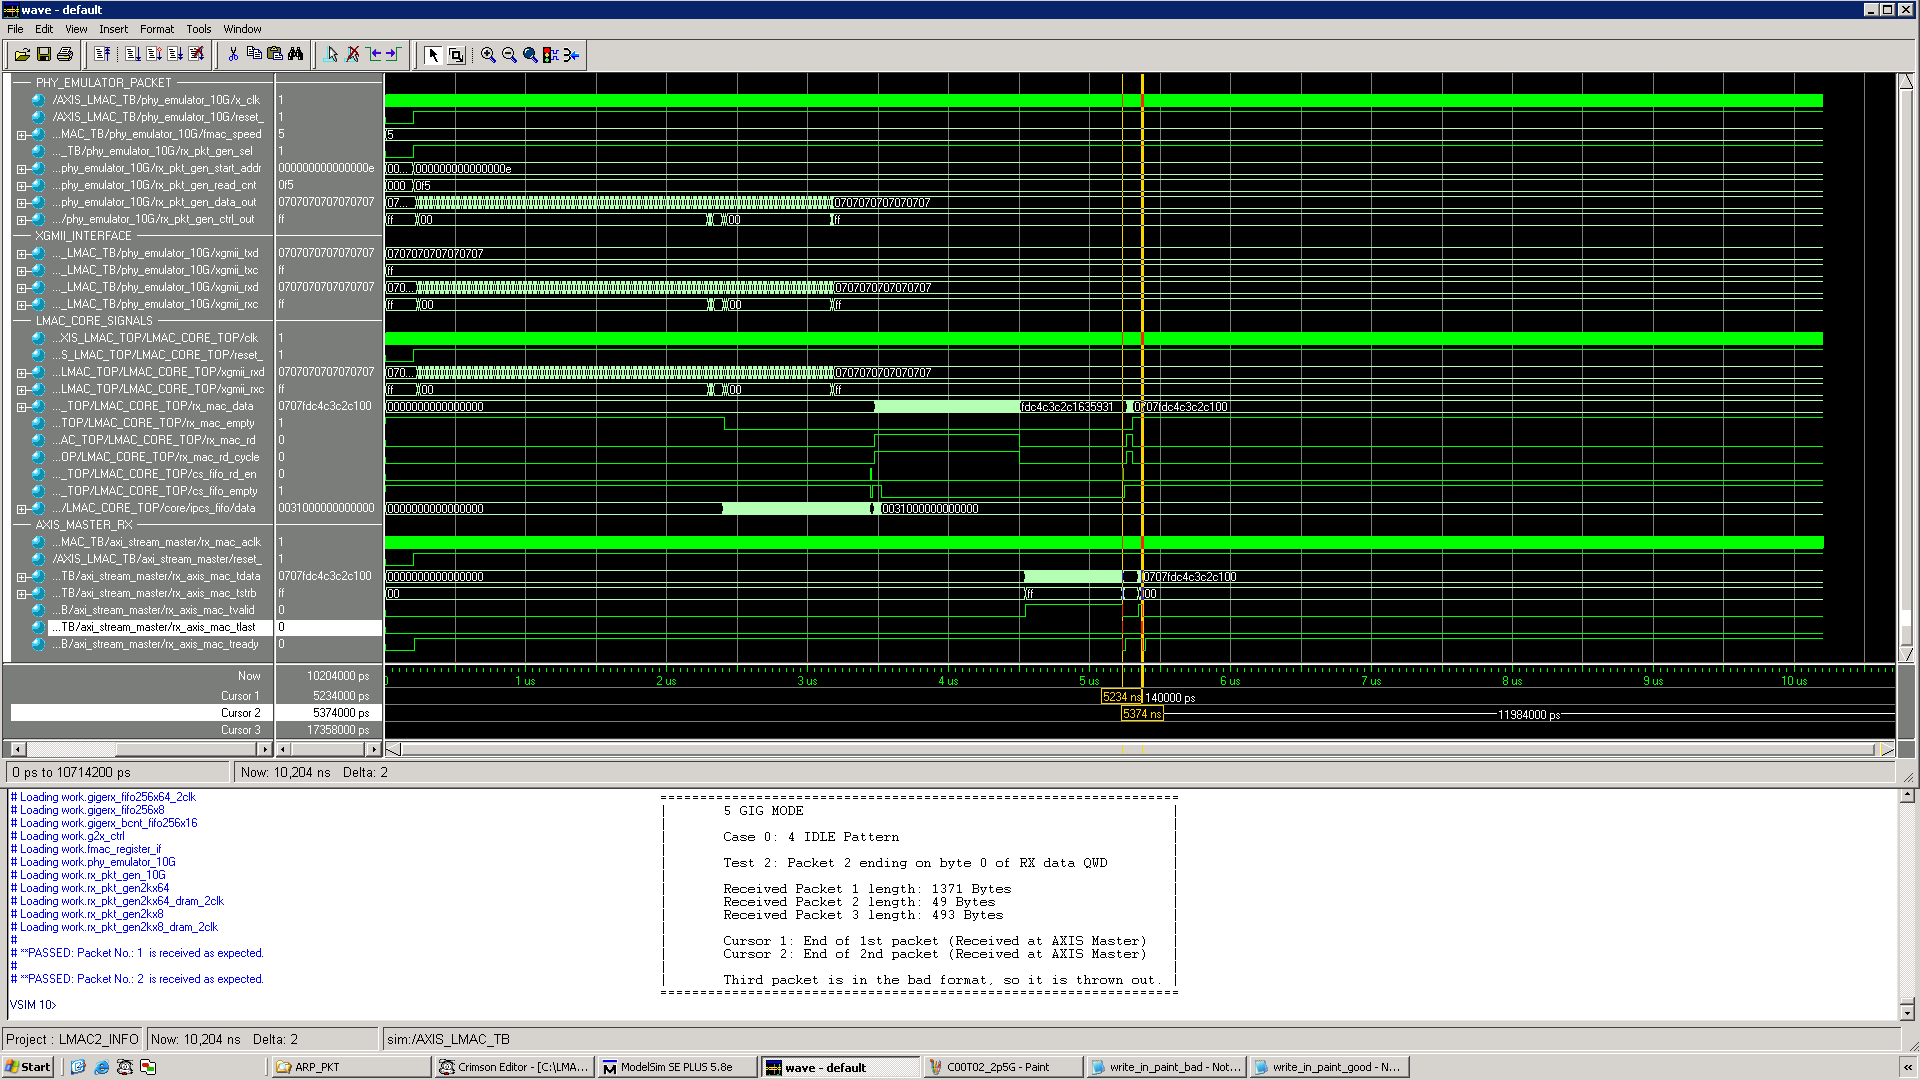 wave - default
File Edit View Insert Format Tools Window
PHY_EMULATOR_PACKET
/AXIS_LMAC_TB/phy_emulator_10G/x_clk 1
/AXIS_LMAC_TB/phy_emulator_10G/reset_ 1
...MAC_TB/phy_emulator_10G/fmac_speed 5 5
..._TB/phy_emulator_10G/rx_pkt_gen_sel 1
...phy_emulator_10G/rx_pkt_gen_start_addr 000000000000000e 00... 000000000000000e
...phy_emulator_10G/rx_pkt_gen_read_cnt 0f5 000 0f5
...phy_emulator_10G/rx_pkt_gen_data_out 0707070707070707 07... 0707070707070707
.../phy_emulator_10G/rx_pkt_gen_ctrl_out ff ff 00 00 ff
XGMII_INTERFACE
..._LMAC_TB/phy_emulator_10G/xgmii_txd 0707070707070707 0707070707070707
..._LMAC_TB/phy_emulator_10G/xgmii_txc ff ff
..._LMAC_TB/phy_emulator_10G/xgmii_rxd 0707070707070707 070... 0707070707070707
..._LMAC_TB/phy_emulator_10G/xgmii_rxc ff ff 00 00 ff
LMAC_CORE_SIGNALS
...XIS_LMAC_TOP/LMAC_CORE_TOP/clk 1
...S_LMAC_TOP/LMAC_CORE_TOP/reset_ 1
...LMAC_TOP/LMAC_CORE_TOP/xgmii_rxd 0707070707070707 070... 0707070707070707
...LMAC_TOP/LMAC_CORE_TOP/xgmii_rxc ff ff 00 00 ff
..._TOP/LMAC_CORE_TOP/rx_mac_data 0707fdc4c3c2c100 0000000000000000 fdc4c3c2c1635931 0707fdc4c3c2c100
...TOP/LMAC_CORE_TOP/rx_mac_empty 1
...AC_TOP/LMAC_CORE_TOP/rx_mac_rd 0
...OP/LMAC_CORE_TOP/rx_mac_rd_cycle 0
..._TOP/LMAC_CORE_TOP/cs_fifo_rd_en 0
..._TOP/LMAC_CORE_TOP/cs_fifo_empty 1
.../LMAC_CORE_TOP/core/ipcs_fifo/data 0031000000000000 0000000000000000 0031000000000000
AXIS_MASTER_RX
...MAC_TB/axi_stream_master/rx_mac_aclk 1
/AXIS_LMAC_TB/axi_stream_master/reset_ 1
...TB/axi_stream_master/rx_axis_mac_tdata 0707fdc4c3c2c100 0000000000000000 0707fdc4c3c2c100
...TB/axi_stream_master/rx_axis_mac_tstrb ff 00 ff 00
...B/axi_stream_master/rx_axis_mac_tvalid 0
...TB/axi_stream_master/rx_axis_mac_tlast 0
...B/axi_stream_master/rx_axis_mac_tready 0
Now 10204000 ps 1 us 2 us 3 us 4 us 5 us 6 us 7 us 8 us 9 us 10 us
Cursor 1 5234000 ps 5234 ns 140000 ps
Cursor 2 5374000 ps 5374 ns 11984000 ps
Cursor 3 17358000 ps
0 ps to 10714200 ps Now: 10,204 ns Delta: 2
# Loading work.gigerx_fifo256x64_2clk
# Loading work.gigerx_fifo256x8
# Loading work.gigerx_bcnt_fifo256x16
# Loading work.g2x_ctrl
# Loading work.fmac_register_if
# Loading work.phy_emulator_10G
# Loading work.rx_pkt_gen_10G
# Loading work.rx_pkt_gen2kx64
# Loading work.rx_pkt_gen2kx64_dram_2clk
# Loading work.rx_pkt_gen2kx8
# Loading work.rx_pkt_gen2kx8_dram_2clk
#
# **PASSED: Packet No.: 1 is received as expected.
#
# **PASSED: Packet No.: 2 is received as expected.
VSIM 10>
5 GIG MODE
Case 0: 4 IDLE Pattern
Test 2: Packet 2 ending on byte 0 of RX data QWD
Received Packet 1 length: 1371 Bytes
Received Packet 2 length: 49 Bytes
Received Packet 3 length: 493 Bytes
Cursor 1: End of 1st packet (Received at AXIS Master)
Cursor 2: End of 2nd packet (Received at AXIS Master)
Third packet is in the bad format, so it is thrown out.
Project : LMAC2_INFO Now: 10,204 ns Delta: 2 sim:/AXIS_LMAC_TB
Start ARP_PKT Crimson Editor - [C:\LMA... ModelSim SE PLUS 5.8e wave - default C00T02_2p5G - Paint write_in_paint_bad - Not... write_in_paint_good - N... «